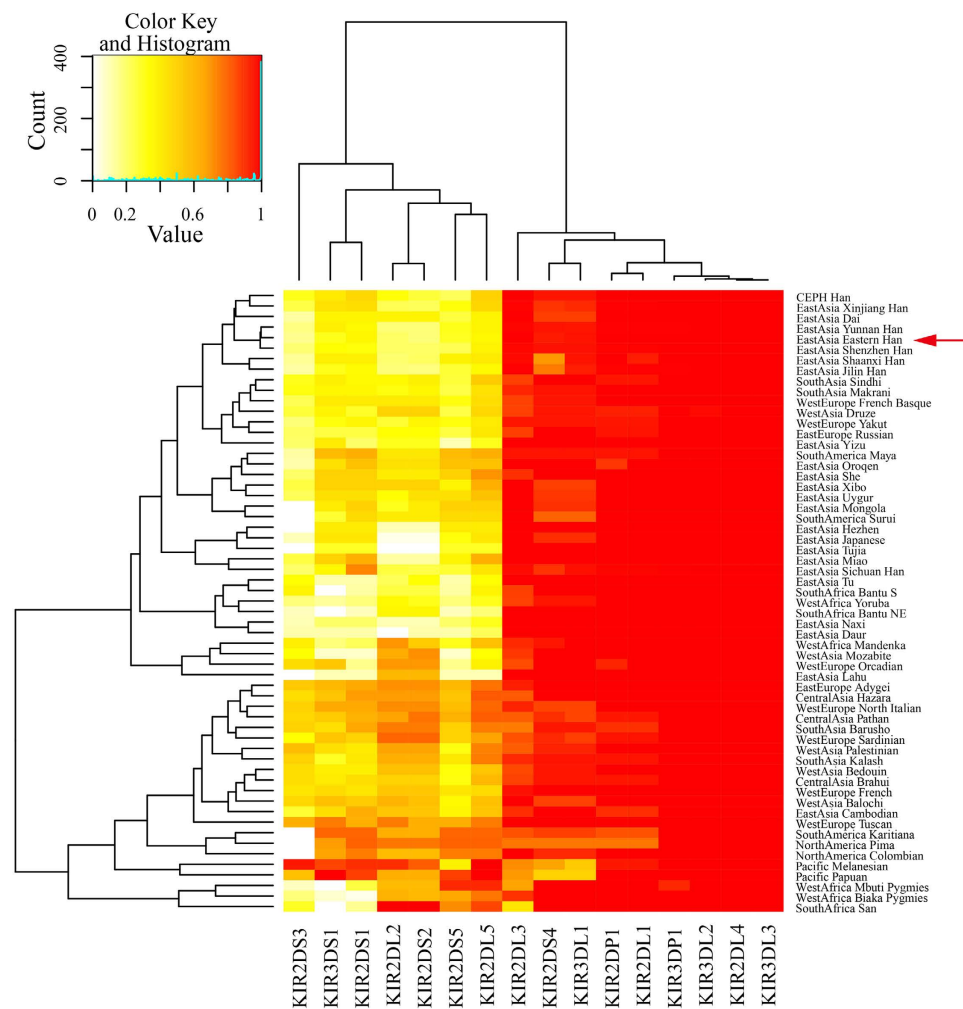 Color Key
and Histogram
Count
0
200
400
0 0.2 0.6 1
Value
CEPH Han
EastAsia Xinjiang Han
EastAsia Dai
EastAsia Yunnan Han
EastAsia Eastern Han
EastAsia Shenzhen Han
EastAsia Shaanxi Han
EastAsia Jilin Han
SouthAsia Sindhi
SouthAsia Makrani
WestEurope French Basque
WestAsia Druze
WestEurope Yakut
EastEurope Russian
EastAsia Yizu
SouthAmerica Maya
EastAsia Oroqen
EastAsia She
EastAsia Xibo
EastAsia Uygur
EastAsia Mongola
SouthAmerica Surui
EastAsia Hezhen
EastAsia Japanese
EastAsia Tujia
EastAsia Miao
EastAsia Sichuan Han
EastAsia Tu
SouthAfrica Bantu S
WestAfrica Yoruba
SouthAfrica Bantu NE
EastAsia Naxi
EastAsia Daur
WestAfrica Mandenka
WestAsia Mozabite
WestEurope Orcadian
EastAsia Lahu
EastEurope Adygei
CentralAsia Hazara
WestEurope North Italian
CentralAsia Pathan
SouthAsia Barusho
WestEurope Sardinian
WestAsia Palestinian
SouthAsia Kalash
WestAsia Bedouin
CentralAsia Brahui
WestEurope French
WestAsia Balochi
EastAsia Cambodian
WestEurope Tuscan
SouthAmerica Karitiana
NorthAmerica Pima
NorthAmerica Colombian
Pacific Melanesian
Pacific Papuan
WestAfrica Mbuti Pygmies
WestAfrica Biaka Pygmies
SouthAfrica San
KIR2DS3
KIR3DS1
KIR2DS1
KIR2DL2
KIR2DS2
KIR2DS5
KIR2DL5
KIR2DL3
KIR2DS4
KIR3DL1
KIR2DP1
KIR2DL1
KIR3DP1
KIR3DL2
KIR2DL4
KIR3DL3